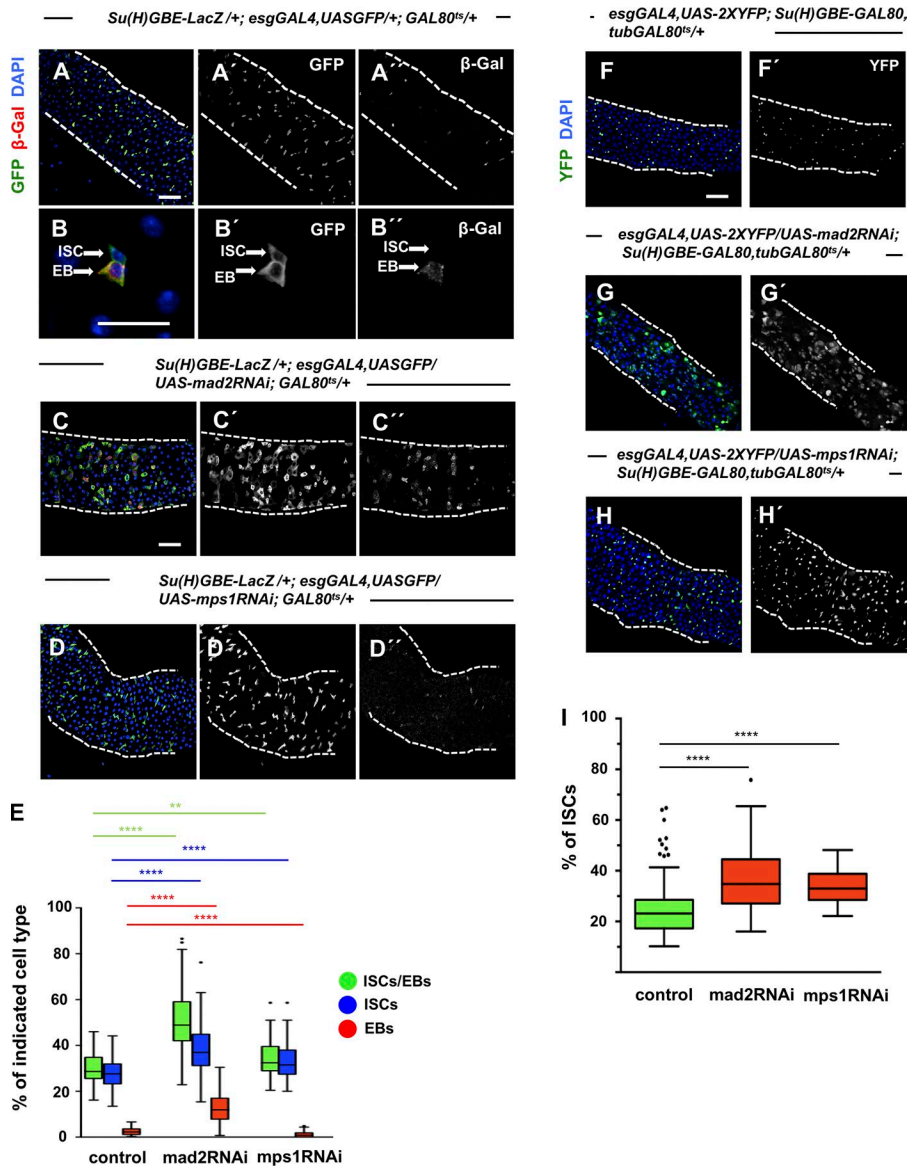 Su(H)GBE-LacZ/+; esgGAL4,UASGFP/+; GAL80ts/+
GFP β-Gal DAPI
A
A´ GFP
A´´ β-Gal
B ISC EB
B´ GFP ISC EB
B´´ β-Gal ISC EB
Su(H)GBE-LacZ/+; esgGAL4,UASGFP/
UAS-mad2RNAi; GAL80ts/+
C
C´
C´´
Su(H)GBE-LacZ/+; esgGAL4,UASGFP/
UAS-mps1RNAi; GAL80ts/+
D
D´
D´´
E
** 
****
****
****
****
****
% of indicated cell type
100
80
60
40
20
0
control mad2RNAi mps1RNAi
ISCs/EBs
ISCs
EBs
esgGAL4,UAS-2XYFP; Su(H)GBE-GAL80,
tubGAL80ts/+
YFP DAPI
F
F´ YFP
esgGAL4,UAS-2XYFP/UAS-mad2RNAi;
Su(H)GBE-GAL80,tubGAL80ts/+
G
G´
esgGAL4,UAS-2XYFP/UAS-mps1RNAi;
Su(H)GBE-GAL80,tubGAL80ts/+
H
H´
I
****
****
% of ISCs
100
80
60
40
20
control mad2RNAi mps1RNAi